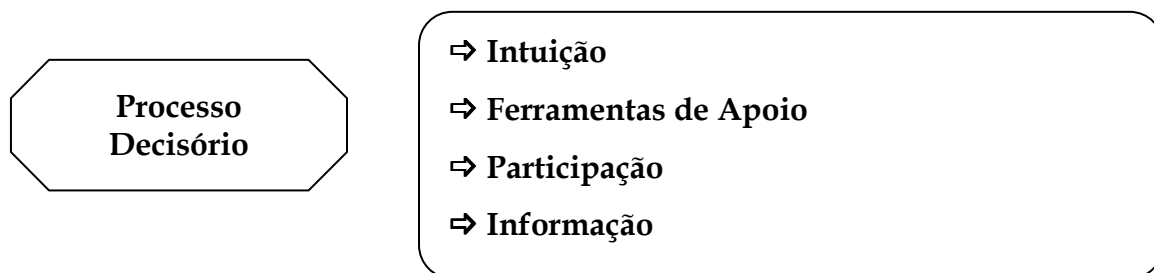 Processo
Decisório
⇨ Intuição
⇨ Ferramentas de Apoio
⇨ Participação
⇨ Informação